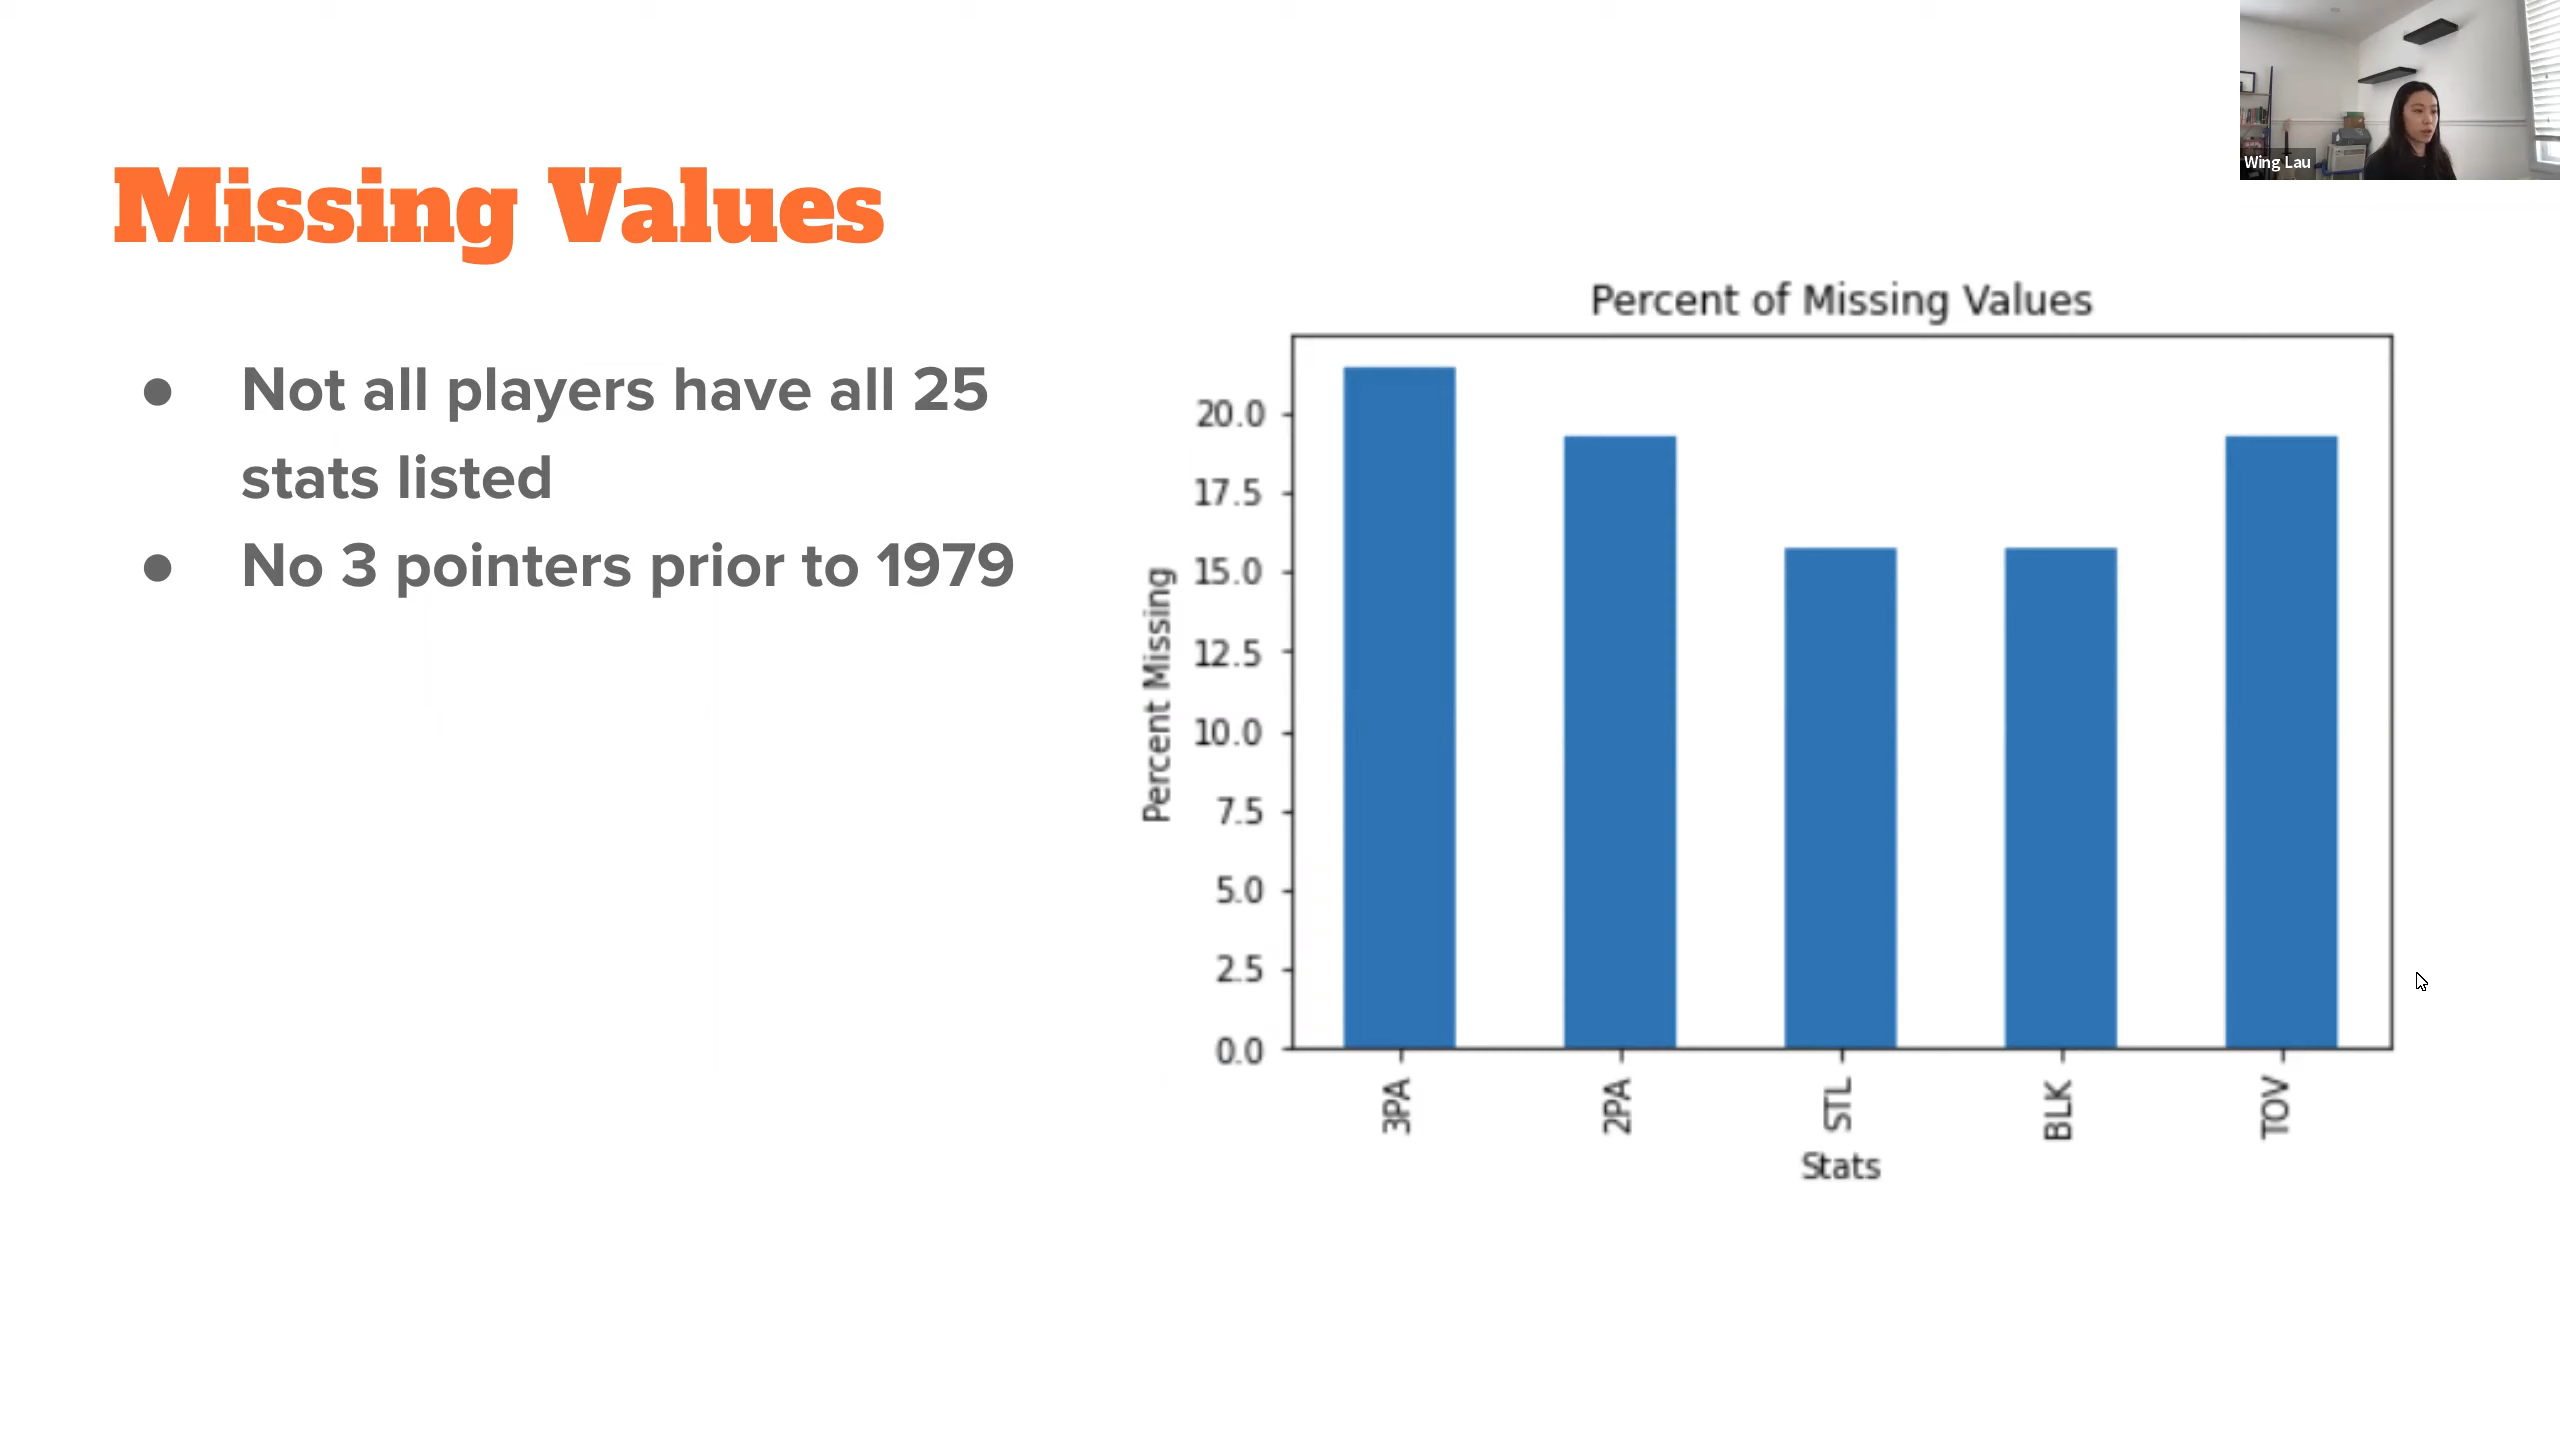 Wing Lau
Missing Values
● Not all players have all 25
stats listed
● No 3 pointers prior to 1979
Percent of Missing Values
Percent Missing
20.0
17.5
15.0
12.5
10.0
7.5
5.0
2.5
0.0
3PA
2PA
STL
BLK
TOV
Stats